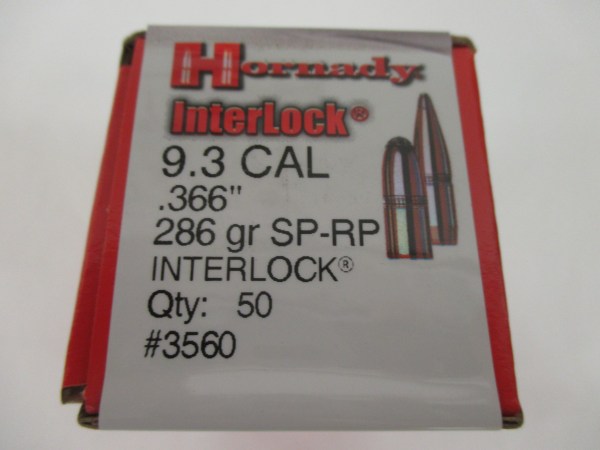 Hornady
InterLock®
9.3 CAL
.366"
286 gr SP-RP
INTERLOCK®
Qty: 50
#3560